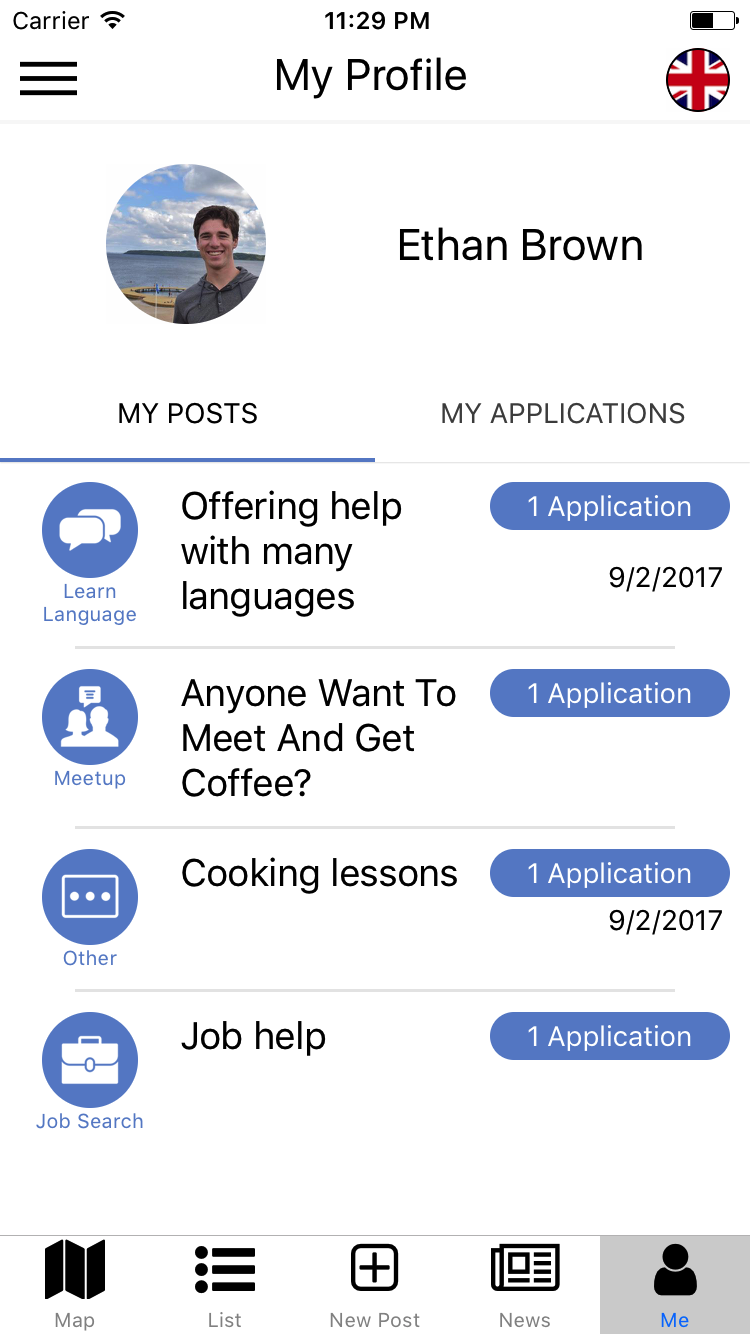 Carrier 11:29 PM
My Profile
Ethan Brown
MY POSTS MY APPLICATIONS
Offering help
with many
languages
1 Application
9/2/2017
Learn
Language
Anyone Want To
Meet And Get
Coffee?
1 Application
Meetup
Cooking lessons
1 Application
9/2/2017
Other
Job help
1 Application
Job Search
Map List New Post News Me